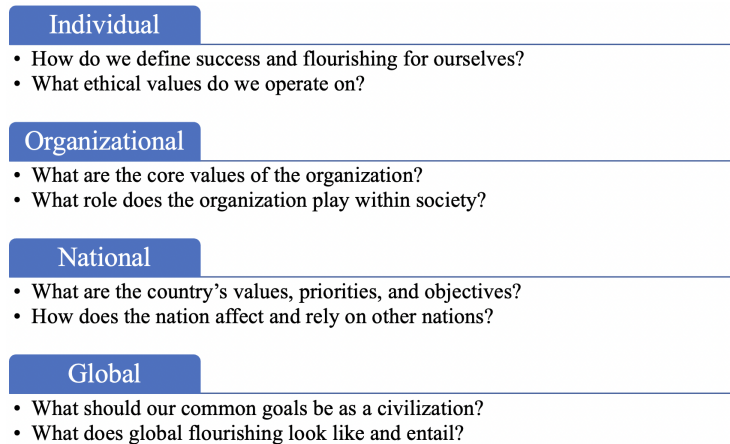 Individual
• How do we define success and flourishing for ourselves?
• What ethical values do we operate on?
Organizational
• What are the core values of the organization?
• What role does the organization play within society?
National
• What are the country’s values, priorities, and objectives?
• How does the nation affect and rely on other nations?
Global
• What should our common goals be as a civilization?
• What does global flourishing look like and entail?